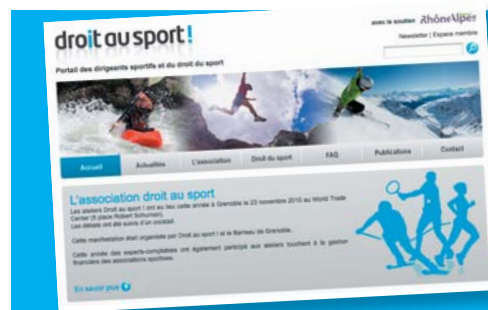 droit au sport !
avec le soutien RhôneAlpes
Newsletter | Espace membre
Portail des dirigeants sportifs et du droit du sport
Accueil Actualités L'association Droit du sport FAQ Publications Contact
L'association droit au sport
Les ateliers Droit au sport ! ont eu lieu cette année à Grenoble le 23 novembre 2010 au World Trade
Center (5 place Robert Schuman).
Les débats ont été suivis d'un cocktail.
Cette manifestation était organisée par Droit au sport ! et le Barreau de Grenoble.
Cette année des experts-comptables ont également participé aux ateliers touchant à la gestion
financière des associations sportives.
En savoir plus